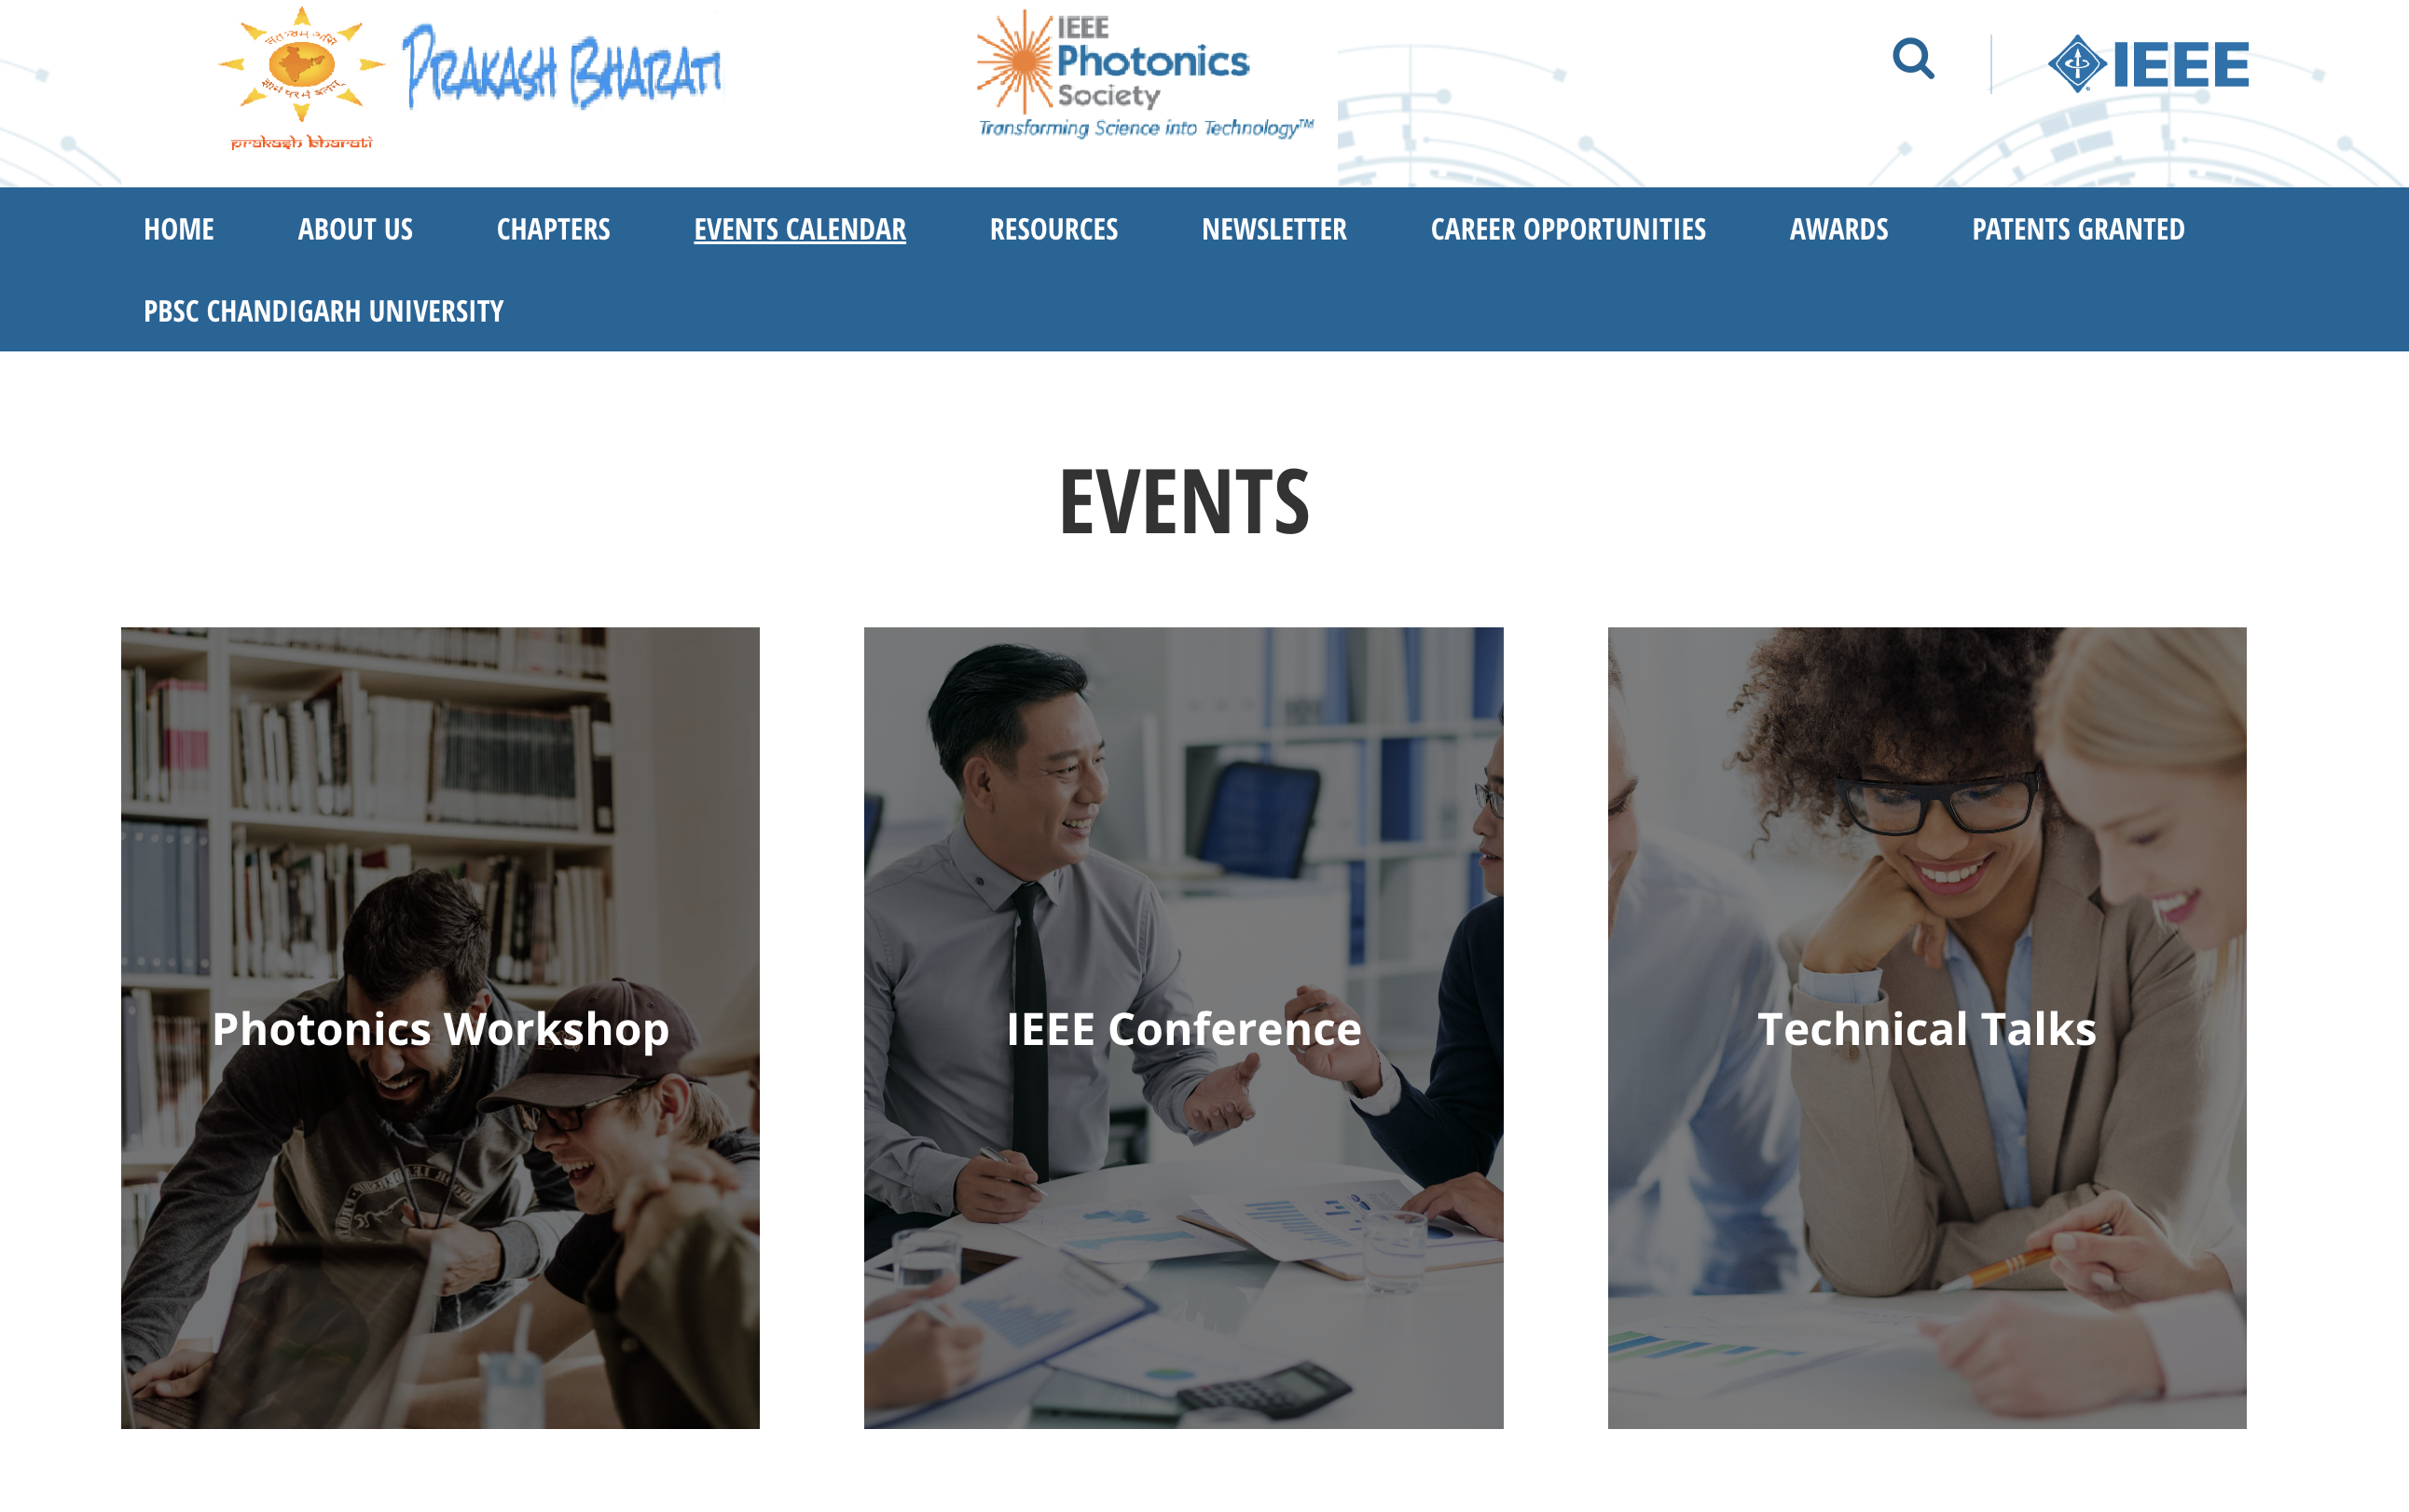 PRAKASH BHARATI
prakash bharati
IEEE
Photonics
Society
Transforming Science into Technology™
IEEE
HOME ABOUT US CHAPTERS EVENTS CALENDAR RESOURCES NEWSLETTER CAREER OPPORTUNITIES AWARDS PATENTS GRANTED
PBSC CHANDIGARH UNIVERSITY
EVENTS
Photonics Workshop
IEEE Conference
Technical Talks